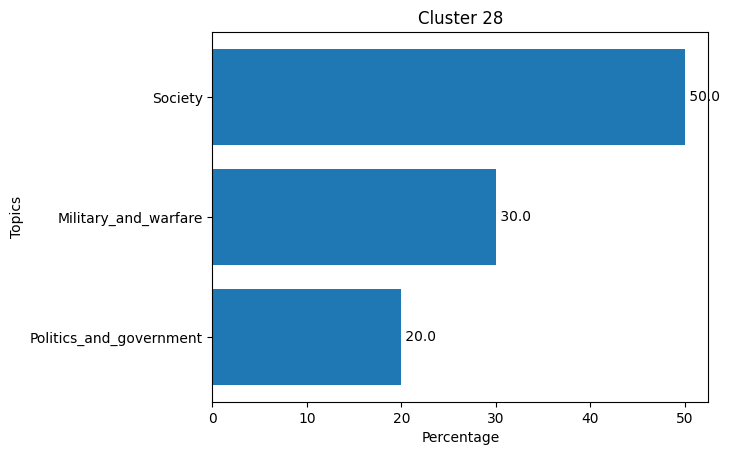 Cluster 28
Topics
Society
50.0
Military_and_warfare
30.0
Politics_and_government
20.0
0 10 20 30 40 50
Percentage